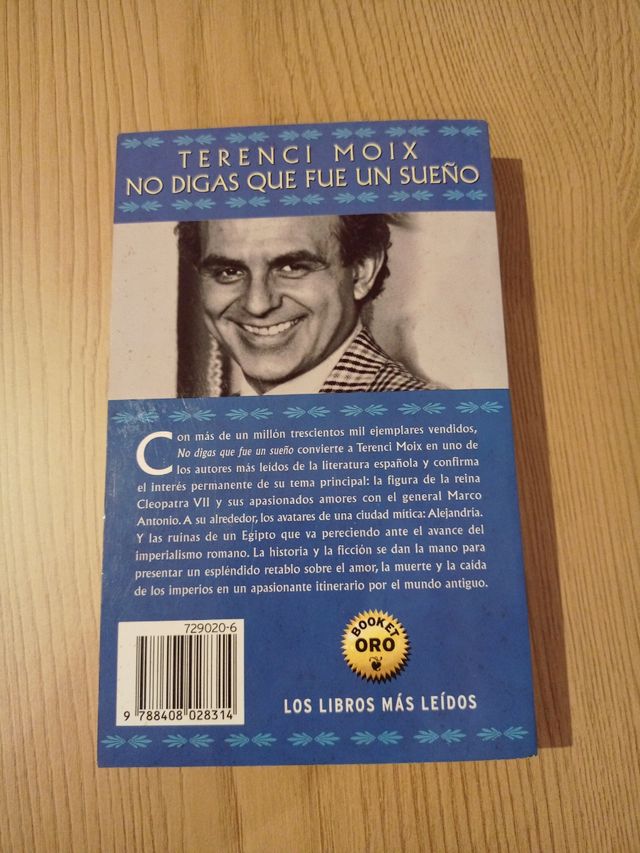 TERENCI MOIX
NO DIGAS QUE FUE UN SUEÑO
Con más de un millón trescientos mil ejemplares vendidos,
No digas que fue un sueño convierte a Terenci Moix en uno de
los autores más leídos de la literatura española y confirma
el interés permanente de su tema principal: la figura de la reina
Cleopatra VII y sus apasionados amores con el general Marco
Antonio. A su alrededor, los avatares de una ciudad mítica: Alejandría.
Y las ruinas de un Egipto que va pereciendo ante el avance del
imperialismo romano. La historia y la ficción se dan la mano para
presentar un espléndido retablo sobre el amor, la muerte y la caída
de los imperios en un apasionante itinerario por el mundo antiguo.
729020-6
9 788408 028314
BOOKET
ORO
LOS LIBROS MÁS LEÍDOS